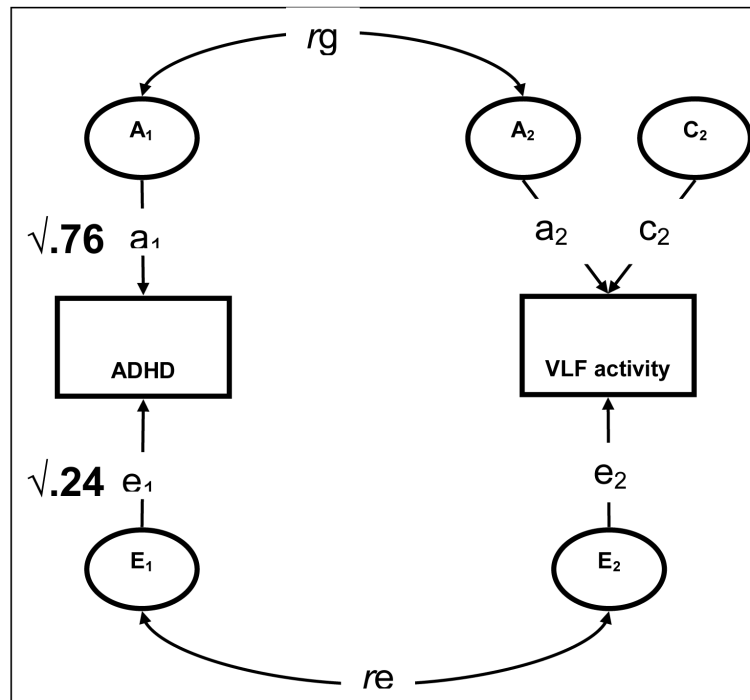 rg
A₁
A₂
C₂
√.76 a₁
a₂
c₂
ADHD
VLF activity
√.24 e₁
e₂
E₁
E₂
re